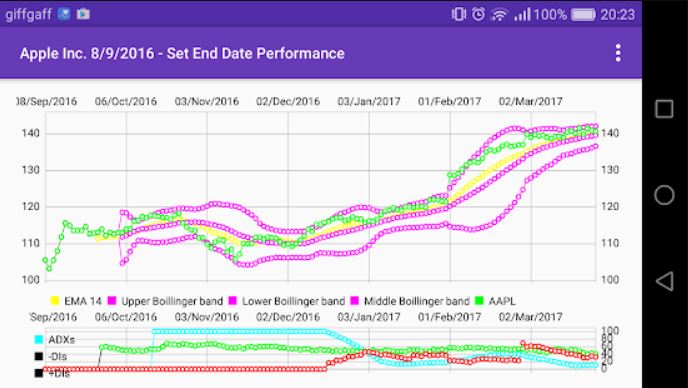 giffgaff 100% 20:23
Apple Inc. 8/9/2016 - Set End Date Performance
08/Sep/2016 06/Oct/2016 03/Nov/2016 02/Dec/2016 03/Jan/2017 01/Feb/2017 02/Mar/2017
140 140
130 130
120 120
110 110
100 100
EMA 14 Upper Boillinger band Lower Boillinger band Middle Boillinger band AAPL
/Sep/2016 06/Oct/2016 03/Nov/2016 02/Dec/2016 03/Jan/2017 01/Feb/2017 02/Mar/2017
ADXs 100
80
60
-DIs 40
20
+DIs 0